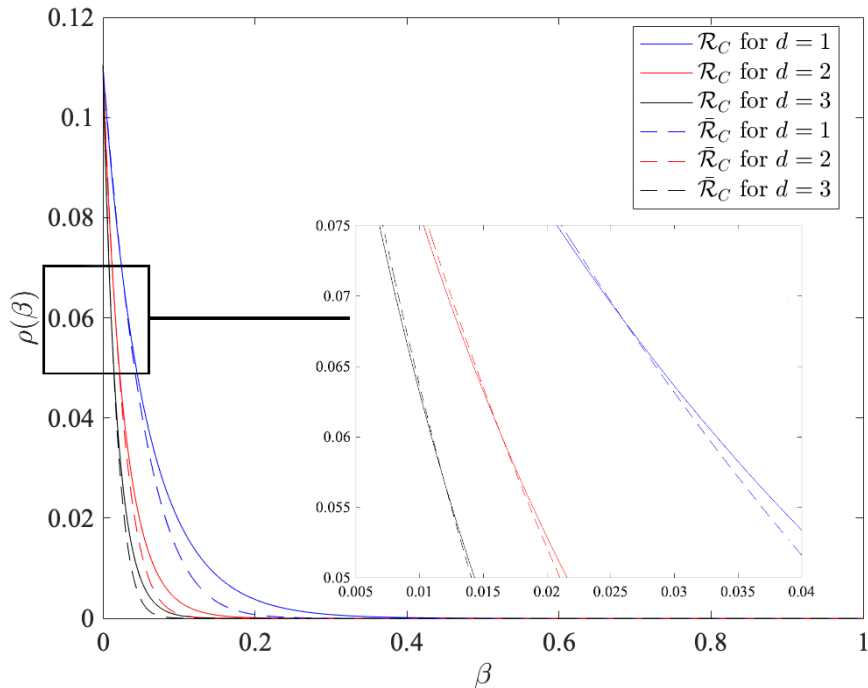 0.12
0.1
0.08
0.06
0.04
0.02
0
ρ(β)
0 0.2 0.4 0.6 0.8 1
β
ℛ_C for d = 1
ℛ_C for d = 2
ℛ_C for d = 3
ℛ̄_C for d = 1
ℛ̄_C for d = 2
ℛ̄_C for d = 3
0.075
0.07
0.065
0.06
0.055
0.05
0.005 0.01 0.015 0.02 0.025 0.03 0.035 0.04